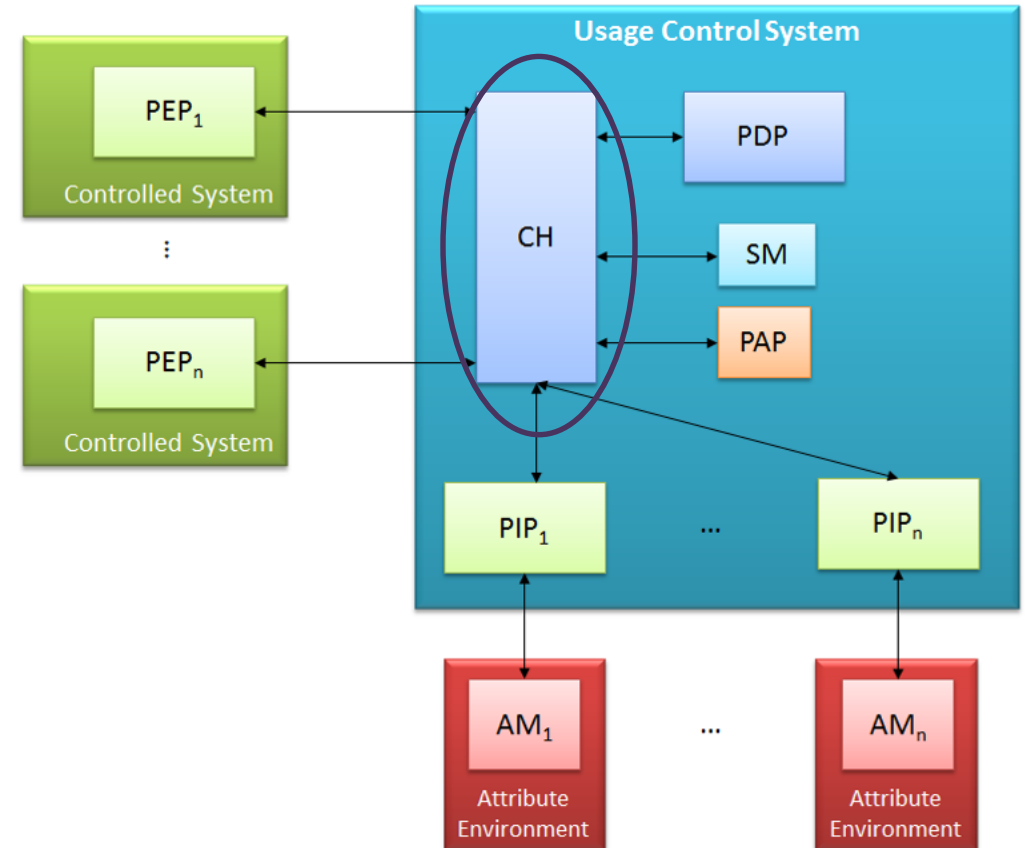 Usage Control System
PEP1
Controlled System
⋮
PEPn
Controlled System
CH
PDP
SM
PAP
PIP1
...
PIPn
AM1
Attribute
Environment
...
AMn
Attribute
Environment